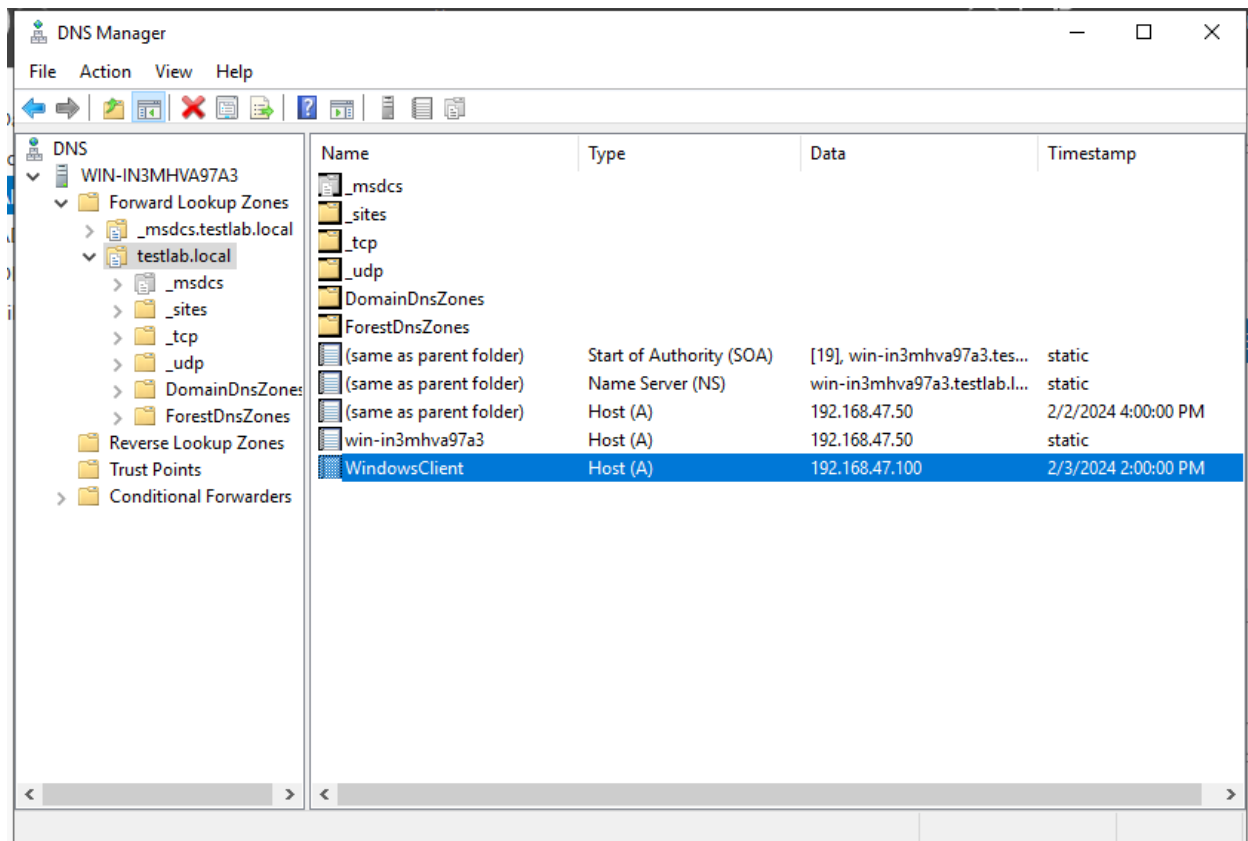 DNS Manager
File Action View Help
DNS
WIN-IN3MHVA97A3
Forward Lookup Zones
_msdcs.testlab.local
testlab.local
_msdcs
_sites
_tcp
_udp
DomainDnsZones
ForestDnsZones
Reverse Lookup Zones
Trust Points
Conditional Forwarders
Name Type Data Timestamp
_msdcs
_sites
_tcp
_udp
DomainDnsZones
ForestDnsZones
(same as parent folder) Start of Authority (SOA) [19], win-in3mhva97a3.tes... static
(same as parent folder) Name Server (NS) win-in3mhva97a3.testlab.l... static
(same as parent folder) Host (A) 192.168.47.50 2/2/2024 4:00:00 PM
win-in3mhva97a3 Host (A) 192.168.47.50 static
WindowsClient Host (A) 192.168.47.100 2/3/2024 2:00:00 PM